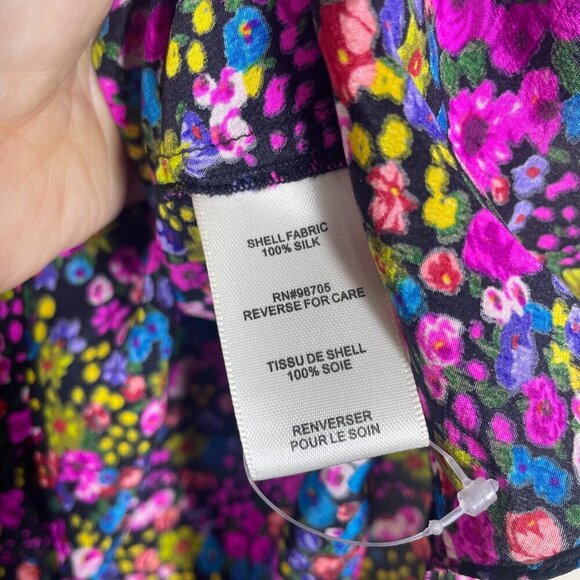 SHELL FABRIC
100% SILK
RN#96705
REVERSE FOR CARE
TISSU DE SHELL
100% SOIE
RENVERSER
POUR LE SOIN